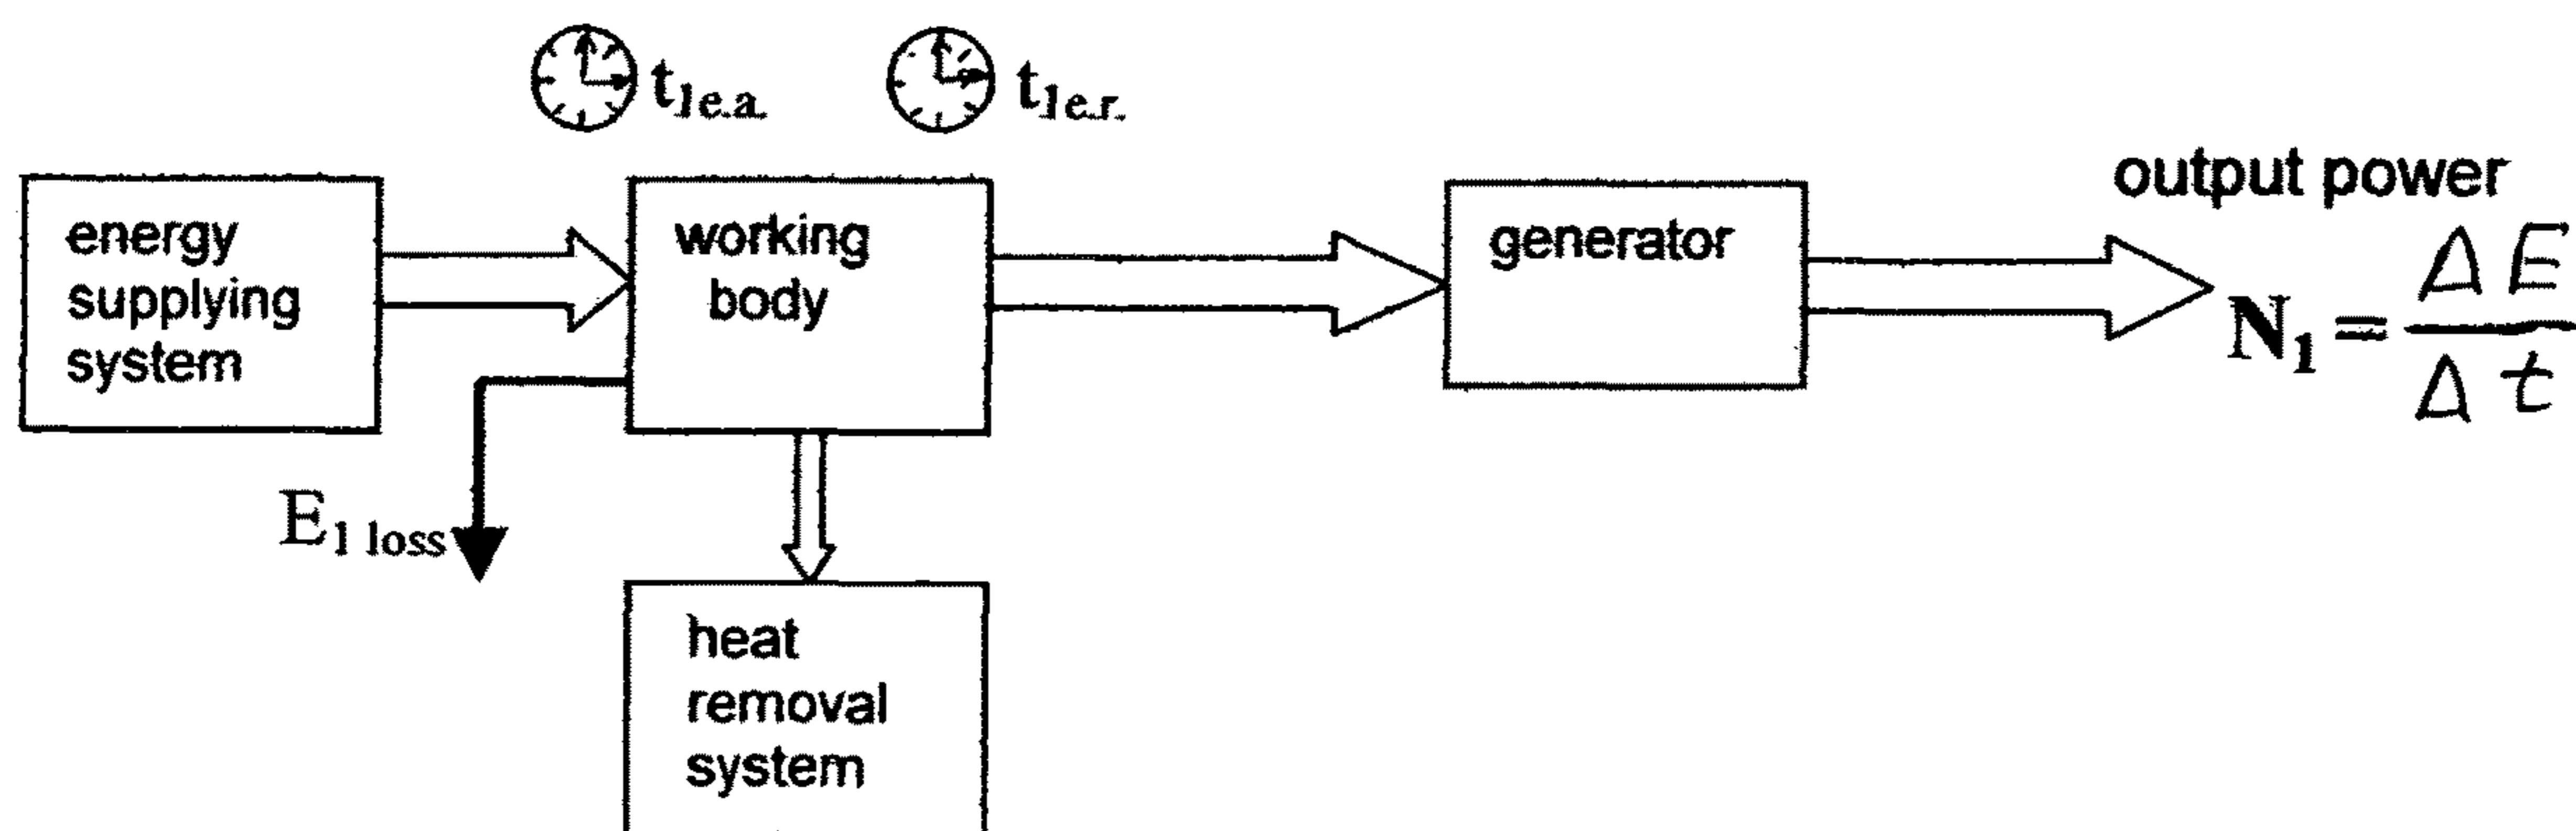 t1e.a. t1e.r.
output power
N1 = ΔE / Δt
energy
supplying
system
working
body
generator
E1 loss
heat
removal
system